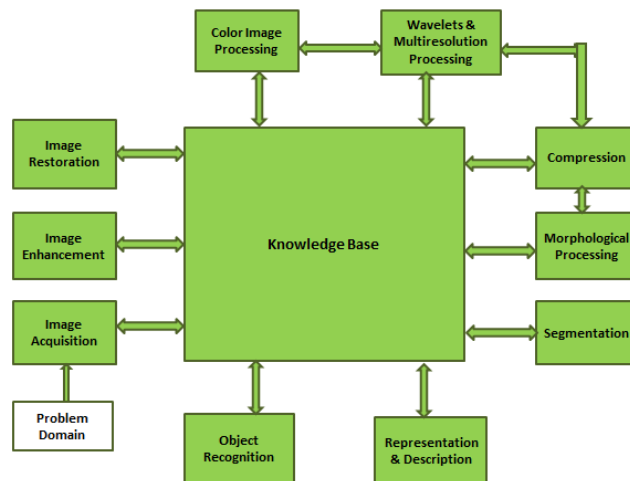 Color Image
Processing
Wavelets &
Multiresolution
Processing
Image
Restoration
Compression
Image
Enhancement
Knowledge Base
Morphological
Processing
Image
Acquisition
Segmentation
Problem
Domain
Object
Recognition
Representation
& Description